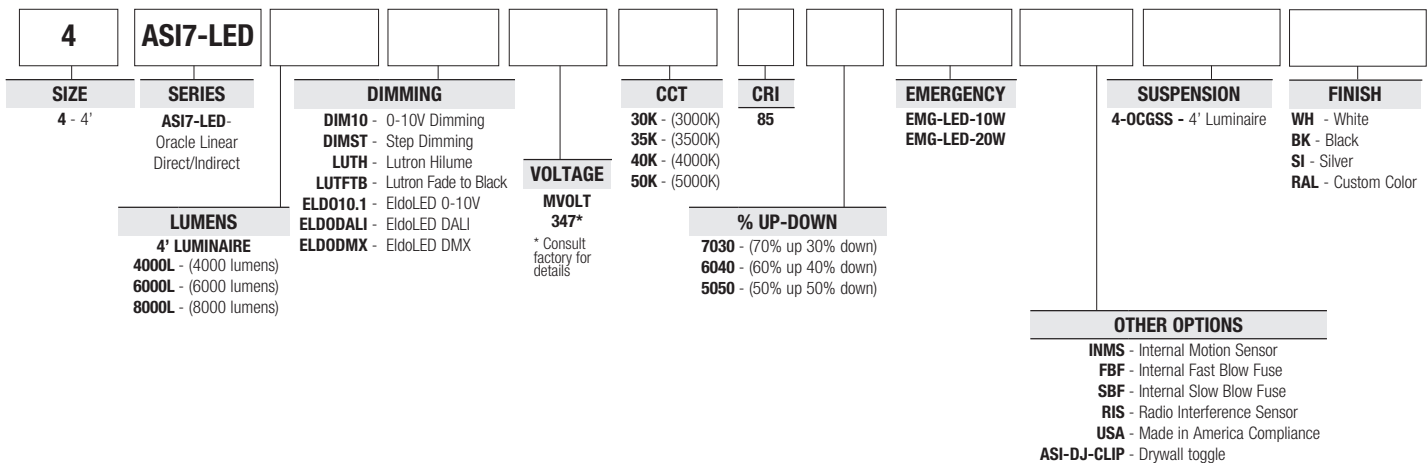 4
ASI7-LED
SIZE
4 - 4'
SERIES
ASI7-LED-
Oracle Linear
Direct/Indirect
LUMENS
4' LUMINAIRE
4000L - (4000 lumens)
6000L - (6000 lumens)
8000L - (8000 lumens)
DIMMING
DIM10 - 0-10V Dimming
DIMST - Step Dimming
LUTH - Lutron Hilume
LUTFTB - Lutron Fade to Black
ELDO10.1 - EldoLED 0-10V
ELDODALI - EldoLED DALI
ELDODMX - EldoLED DMX
VOLTAGE
MVOLT
347*
* Consult
factory for
details
CCT
30K - (3000K)
35K - (3500K)
40K - (4000K)
50K - (5000K)
CRI
85
% UP-DOWN
7030 - (70% up 30% down)
6040 - (60% up 40% down)
5050 - (50% up 50% down)
EMERGENCY
EMG-LED-10W
EMG-LED-20W
OTHER OPTIONS
INMS - Internal Motion Sensor
FBF - Internal Fast Blow Fuse
SBF - Internal Slow Blow Fuse
RIS - Radio Interference Sensor
USA - Made in America Compliance
ASI-DJ-CLIP - Drywall toggle
SUSPENSION
4-OCGSS - 4' Luminaire
FINISH
WH - White
BK - Black
SI - Silver
RAL - Custom Color